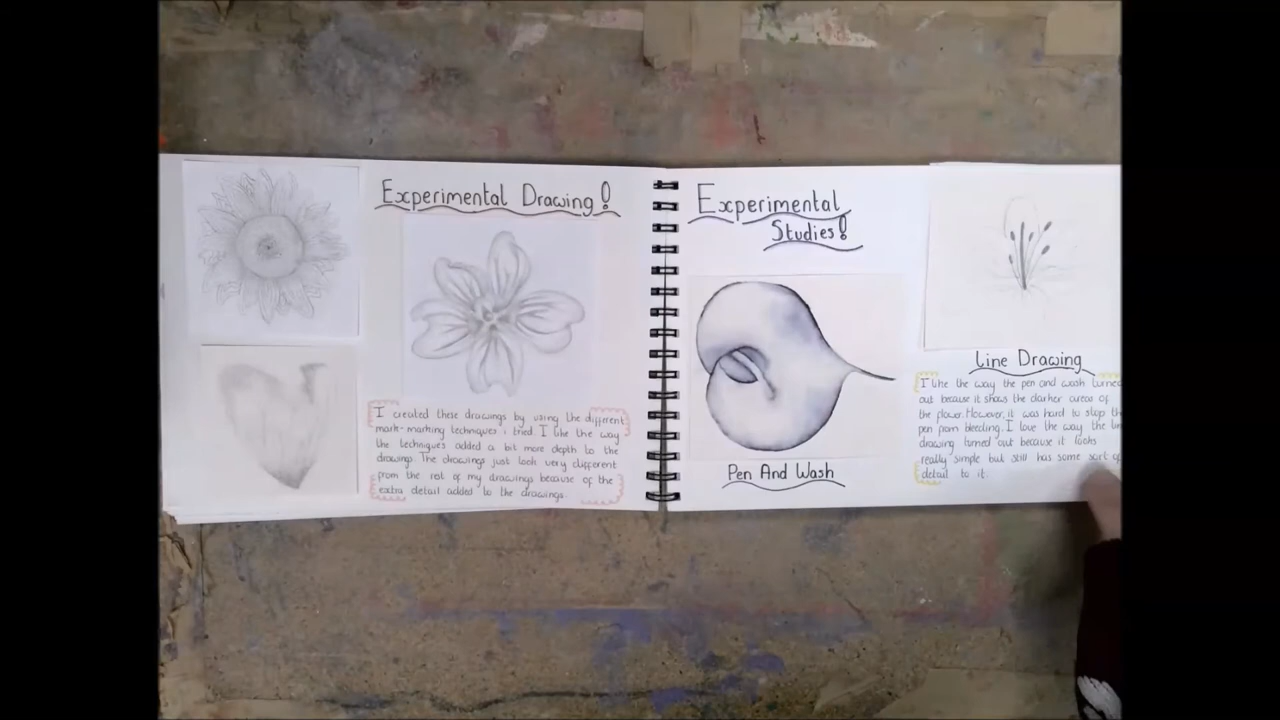 Experimental Drawing!
I created these drawings by using the different
mark-marking techniques i tried. I like the way
the techniques added a bit more depth to the
drawings. The drawings just look very different
from the rest of my drawings because of the
extra detail added to the drawings.
Experimental
Studies!
Pen And Wash
Line Drawing
I like the way the pen and wash turned
out because it shows the darker areas of
the flower. However, it was hard to stop the
pen from bleeding. I love the way the line
drawing turned out because it looks
really simple but still has some sort of
detail to it.